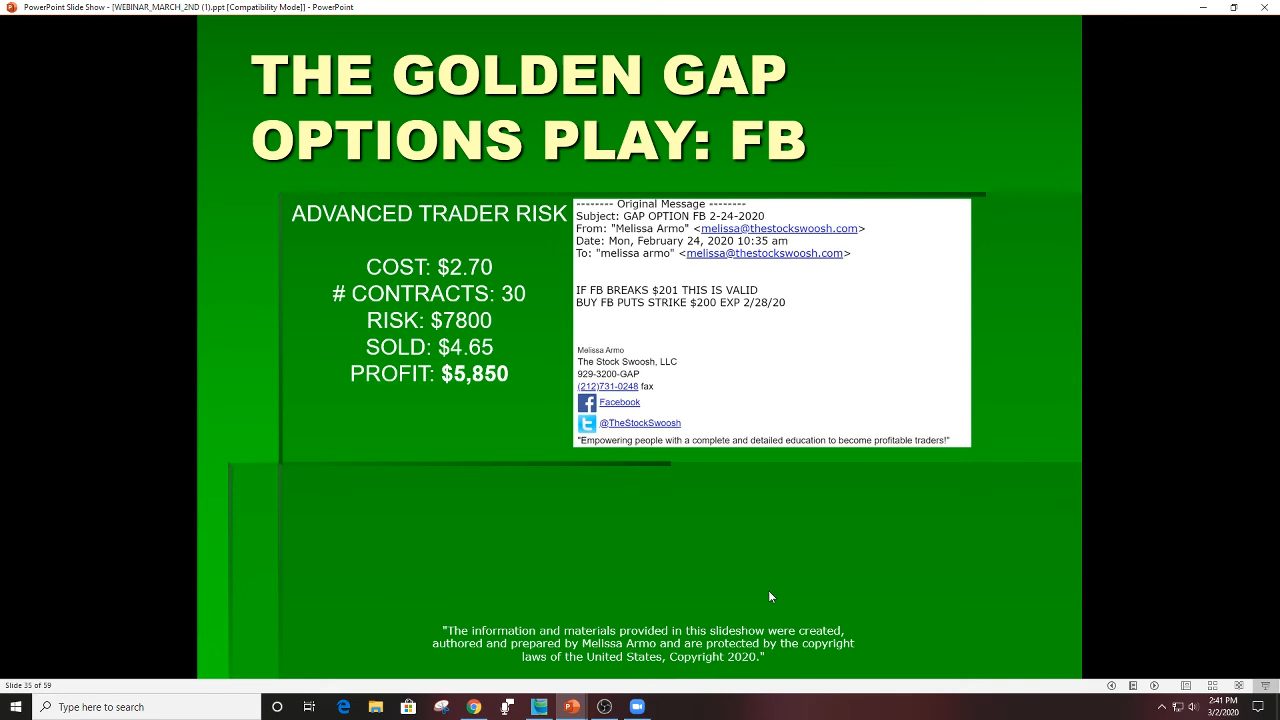 PowerPoint Slide Show - [WEBINAR_MARCH_2ND (1).ppt [Compatibility Mode]] - PowerPoint
THE GOLDEN GAP
OPTIONS PLAY: FB
ADVANCED TRADER RISK
COST: $2.70
# CONTRACTS: 30
RISK: $7800
SOLD: $4.65
PROFIT: $5,850
-------- Original Message --------
Subject: GAP OPTION FB 2-24-2020
From: "Melissa Armo" <melissa@thestockswoosh.com>
Date: Mon, February 24, 2020 10:35 am
To: "melissa armo" <melissa@thestockswoosh.com>
IF FB BREAKS $201 THIS IS VALID
BUY FB PUTS STRIKE $200 EXP 2/28/20
Melissa Armo
The Stock Swoosh, LLC
929-3200-GAP
(212)731-0248 fax
Facebook
@TheStockSwoosh
"Empowering people with a complete and detailed education to become profitable traders!"
"The information and materials provided in this slideshow were created,
authored and prepared by Melissa Armo and are protected by the copyright
laws of the United States, Copyright 2020."
Slide 35 of 59
Type here to search
2:41 PM
3/2/2020